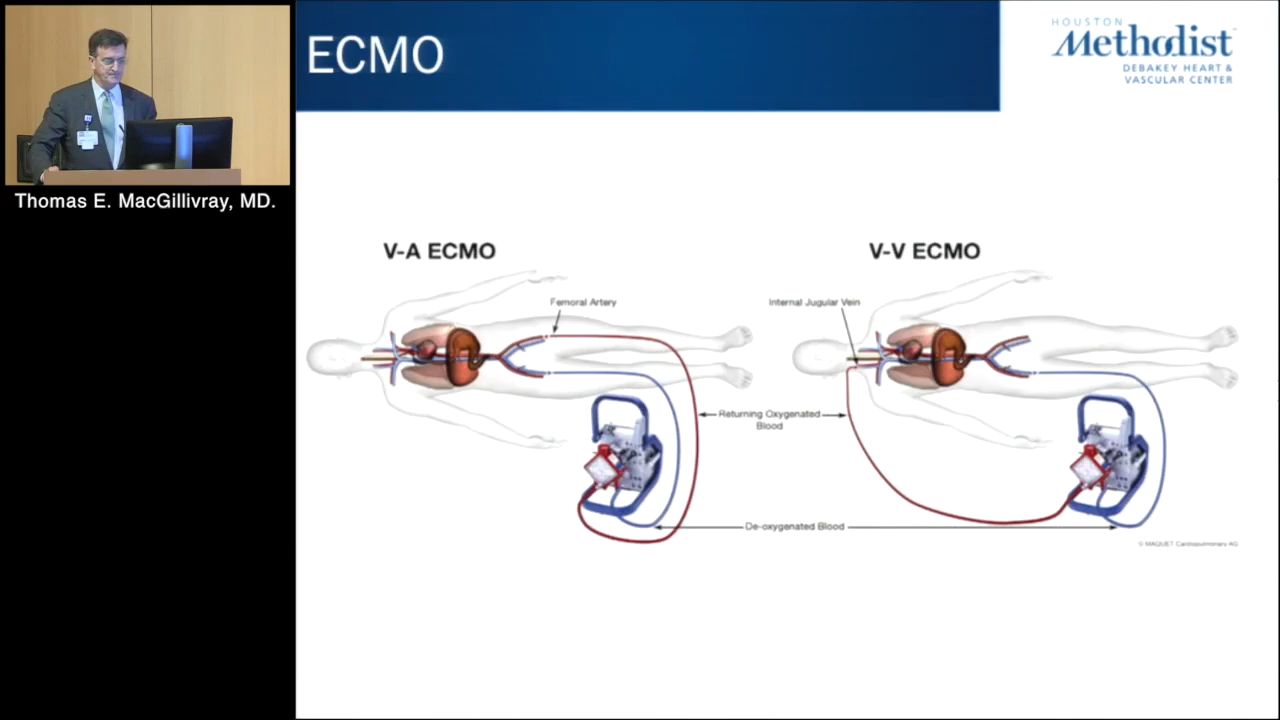 ECMO
HOUSTON
Methodist
DEBAKEY HEART &
VASCULAR CENTER
Thomas E. MacGillivray, MD.
V-A ECMO
V-V ECMO
Femoral Artery
Internal Jugular Vein
Returning Oxygenated
Blood
De-oxygenated Blood
© MAQUET Cardiopulmonary AG